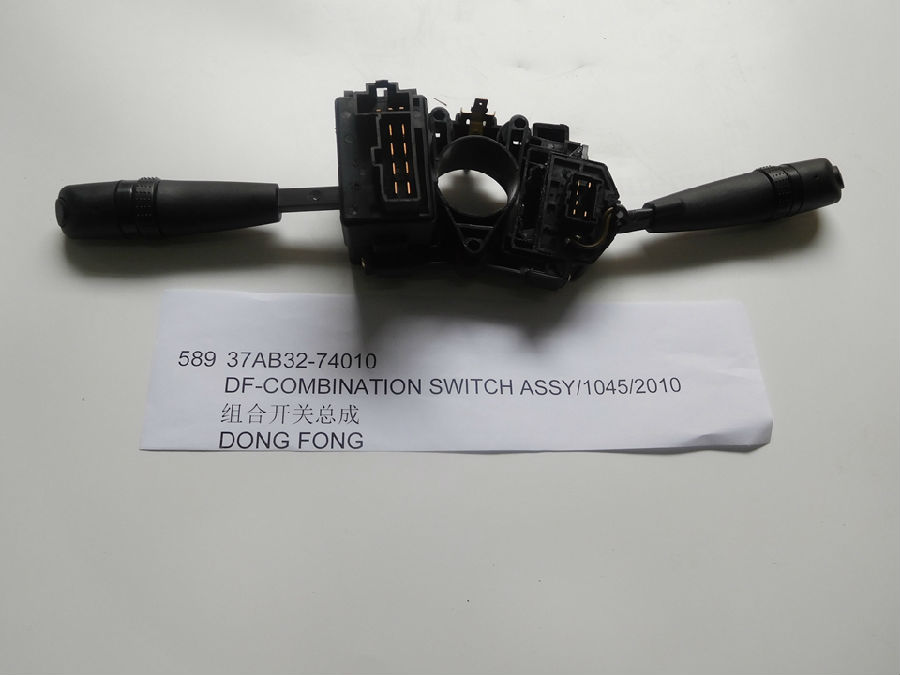 589 37AB32-74010
DF-COMBINATION SWITCH ASSY/1045/2010
组合开关总成
DONG FONG